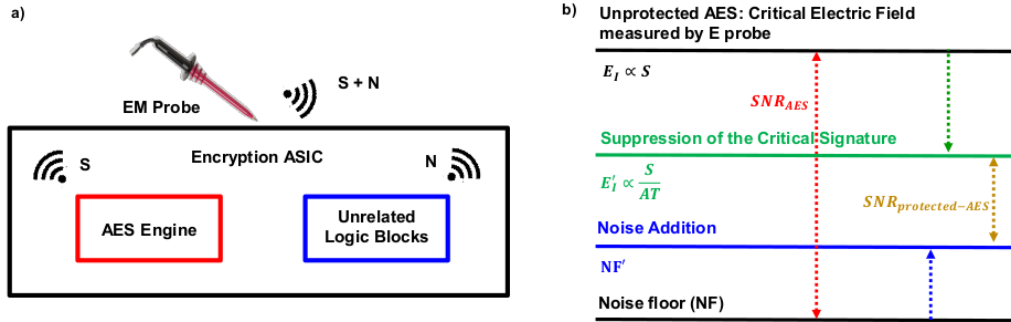 a)
S + N
EM Probe
Encryption ASIC
S
N
AES Engine
Unrelated
Logic Blocks
b)
Unprotected AES: Critical Electric Field
measured by E probe
E_I ∝ S
SNR_AES
Suppression of the Critical Signature
E'_I ∝ S/AT
SNR_protected−AES
Noise Addition
NF′
Noise floor (NF)